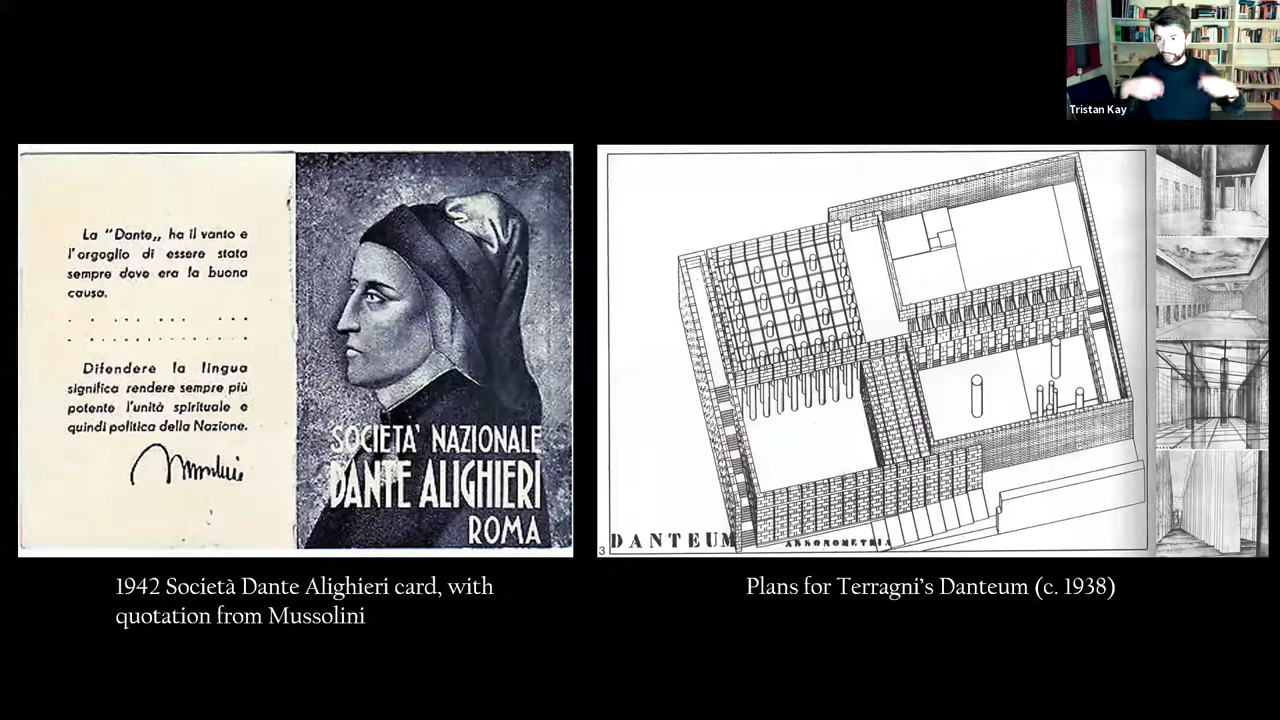 Tristan Kay
La "Dante„ ha il vanto e
l'orgoglio di essere stata
sempre dove era la buona
causa.
Difendere la lingua
significa rendere sempre più
potente l'unità spirituale e
quindi politica della Nazione.
Mussolini
SOCIETA' NAZIONALE
DANTE ALIGHIERI
ROMA
3
DANTEUM
ASSONOMETRIA
1942 Società Dante Alighieri card, with
quotation from Mussolini
Plans for Terragni's Danteum (c. 1938)